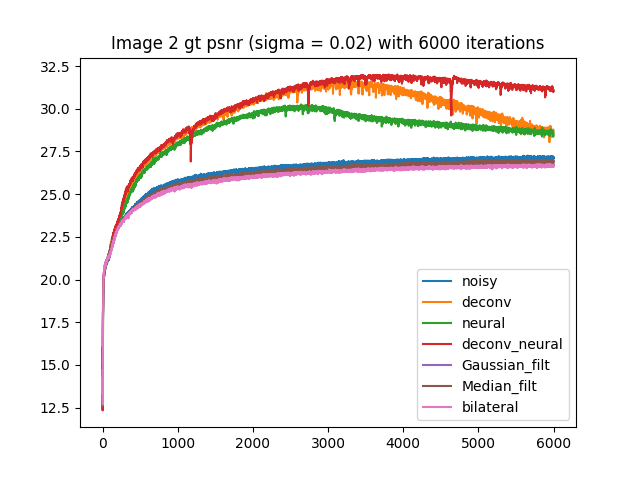 Image 2 gt psnr (sigma = 0.02) with 6000 iterations
32.5
30.0
27.5
25.0
22.5
20.0
17.5
15.0
12.5
noisy
deconv
neural
deconv_neural
Gaussian_filt
Median_filt
bilateral
0 1000 2000 3000 4000 5000 6000